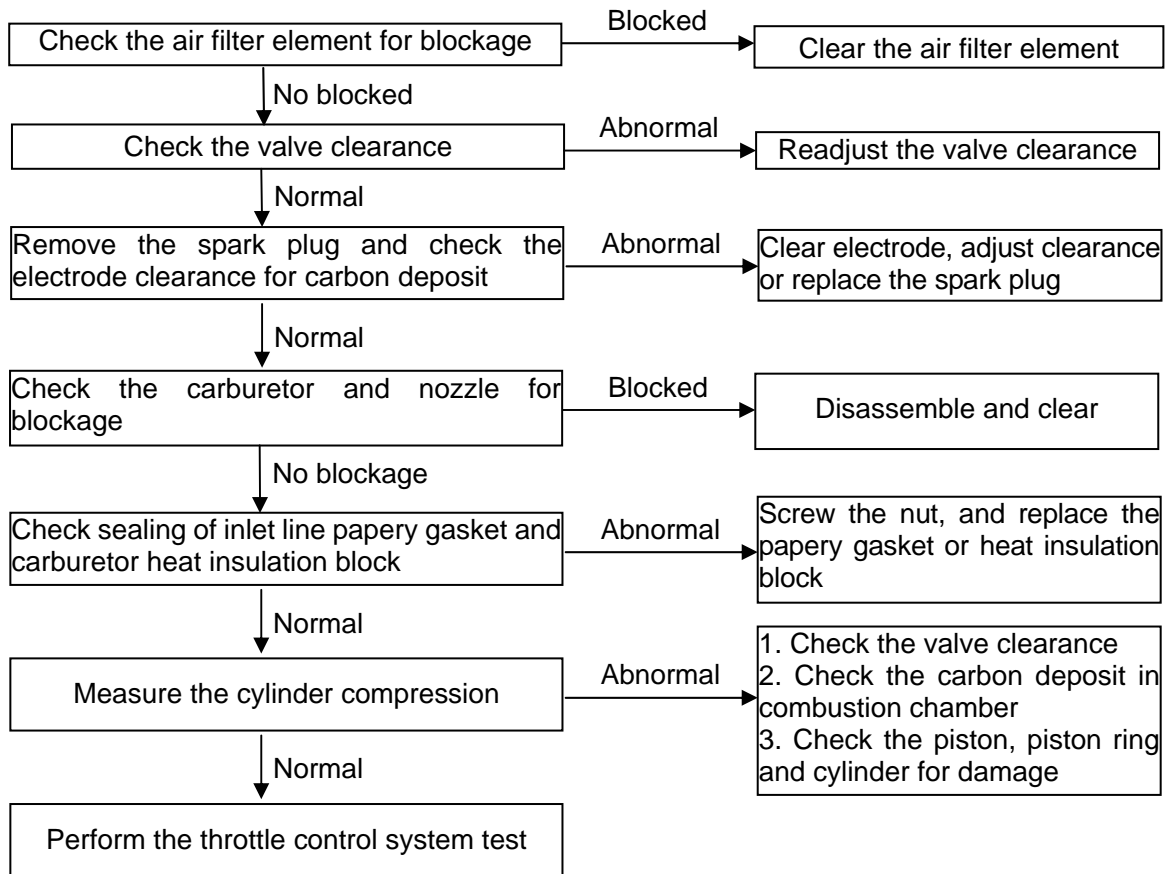 Check the air filter element for blockage
Blocked
Clear the air filter element
No blocked
Check the valve clearance
Abnormal
Readjust the valve clearance
Normal
Remove the spark plug and check the
electrode clearance for carbon deposit
Abnormal
Clear electrode, adjust clearance
or replace the spark plug
Normal
Check the carburetor and nozzle for
blockage
Blocked
Disassemble and clear
No blockage
Check sealing of inlet line papery gasket and
carburetor heat insulation block
Abnormal
Screw the nut, and replace the
papery gasket or heat insulation
block
Normal
Measure the cylinder compression
Abnormal
1. Check the valve clearance
2. Check the carbon deposit in
combustion chamber
3. Check the piston, piston ring
and cylinder for damage
Normal
Perform the throttle control system test